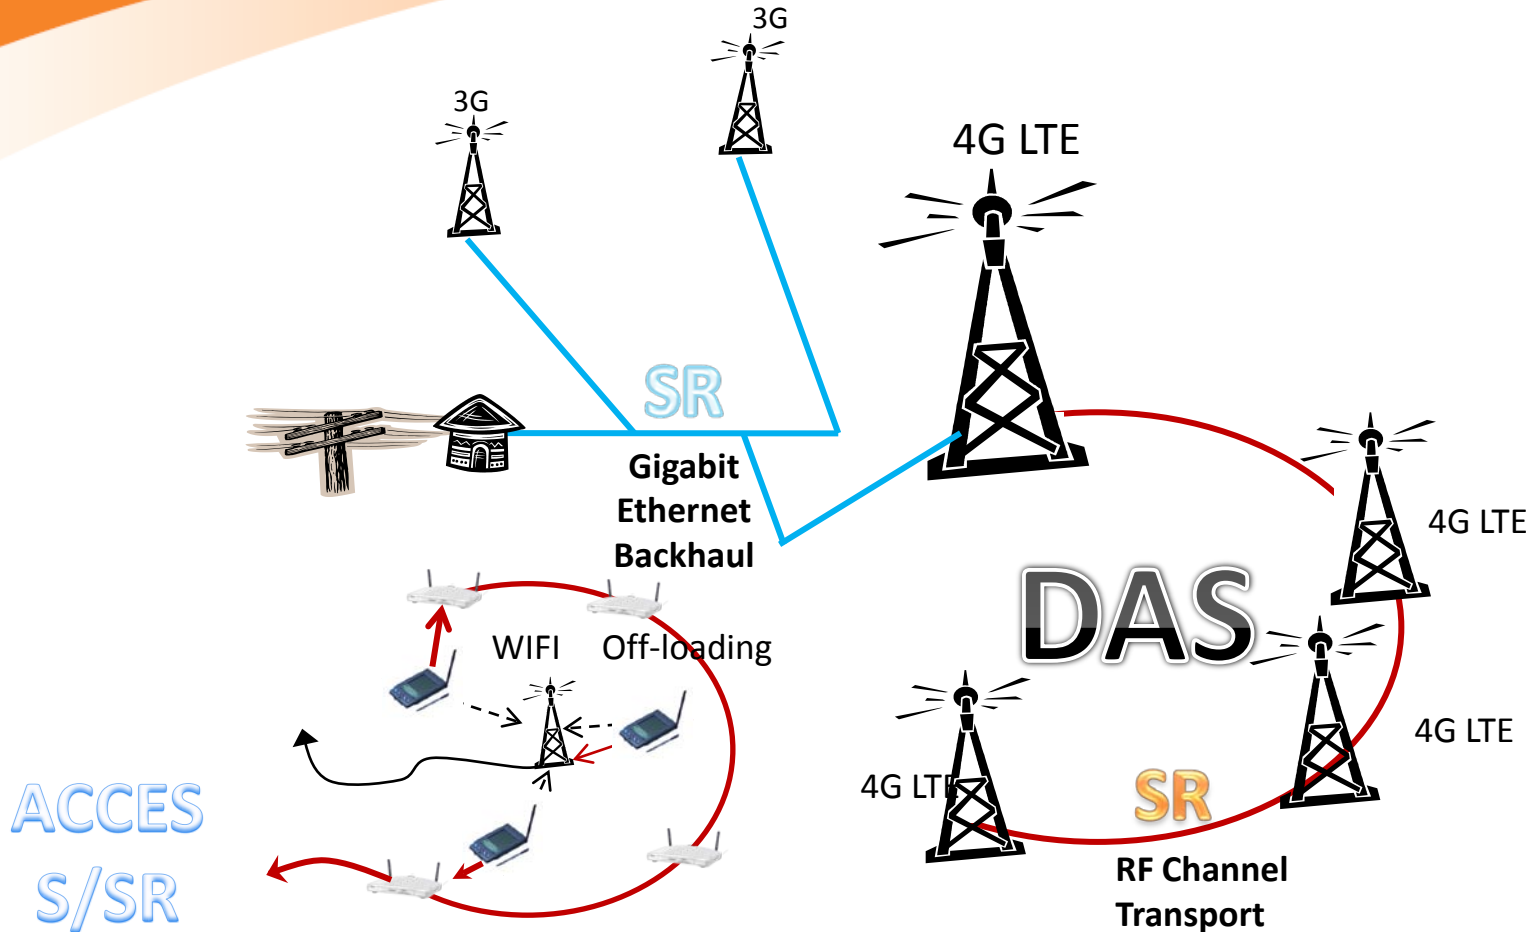 3G
3G
4G LTE
SR
Gigabit
Ethernet
Backhaul
4G LTE
DAS
WIFI Off-loading
4G LTE
4G LTE
SR
ACCES
S/SR
RF Channel
Transport